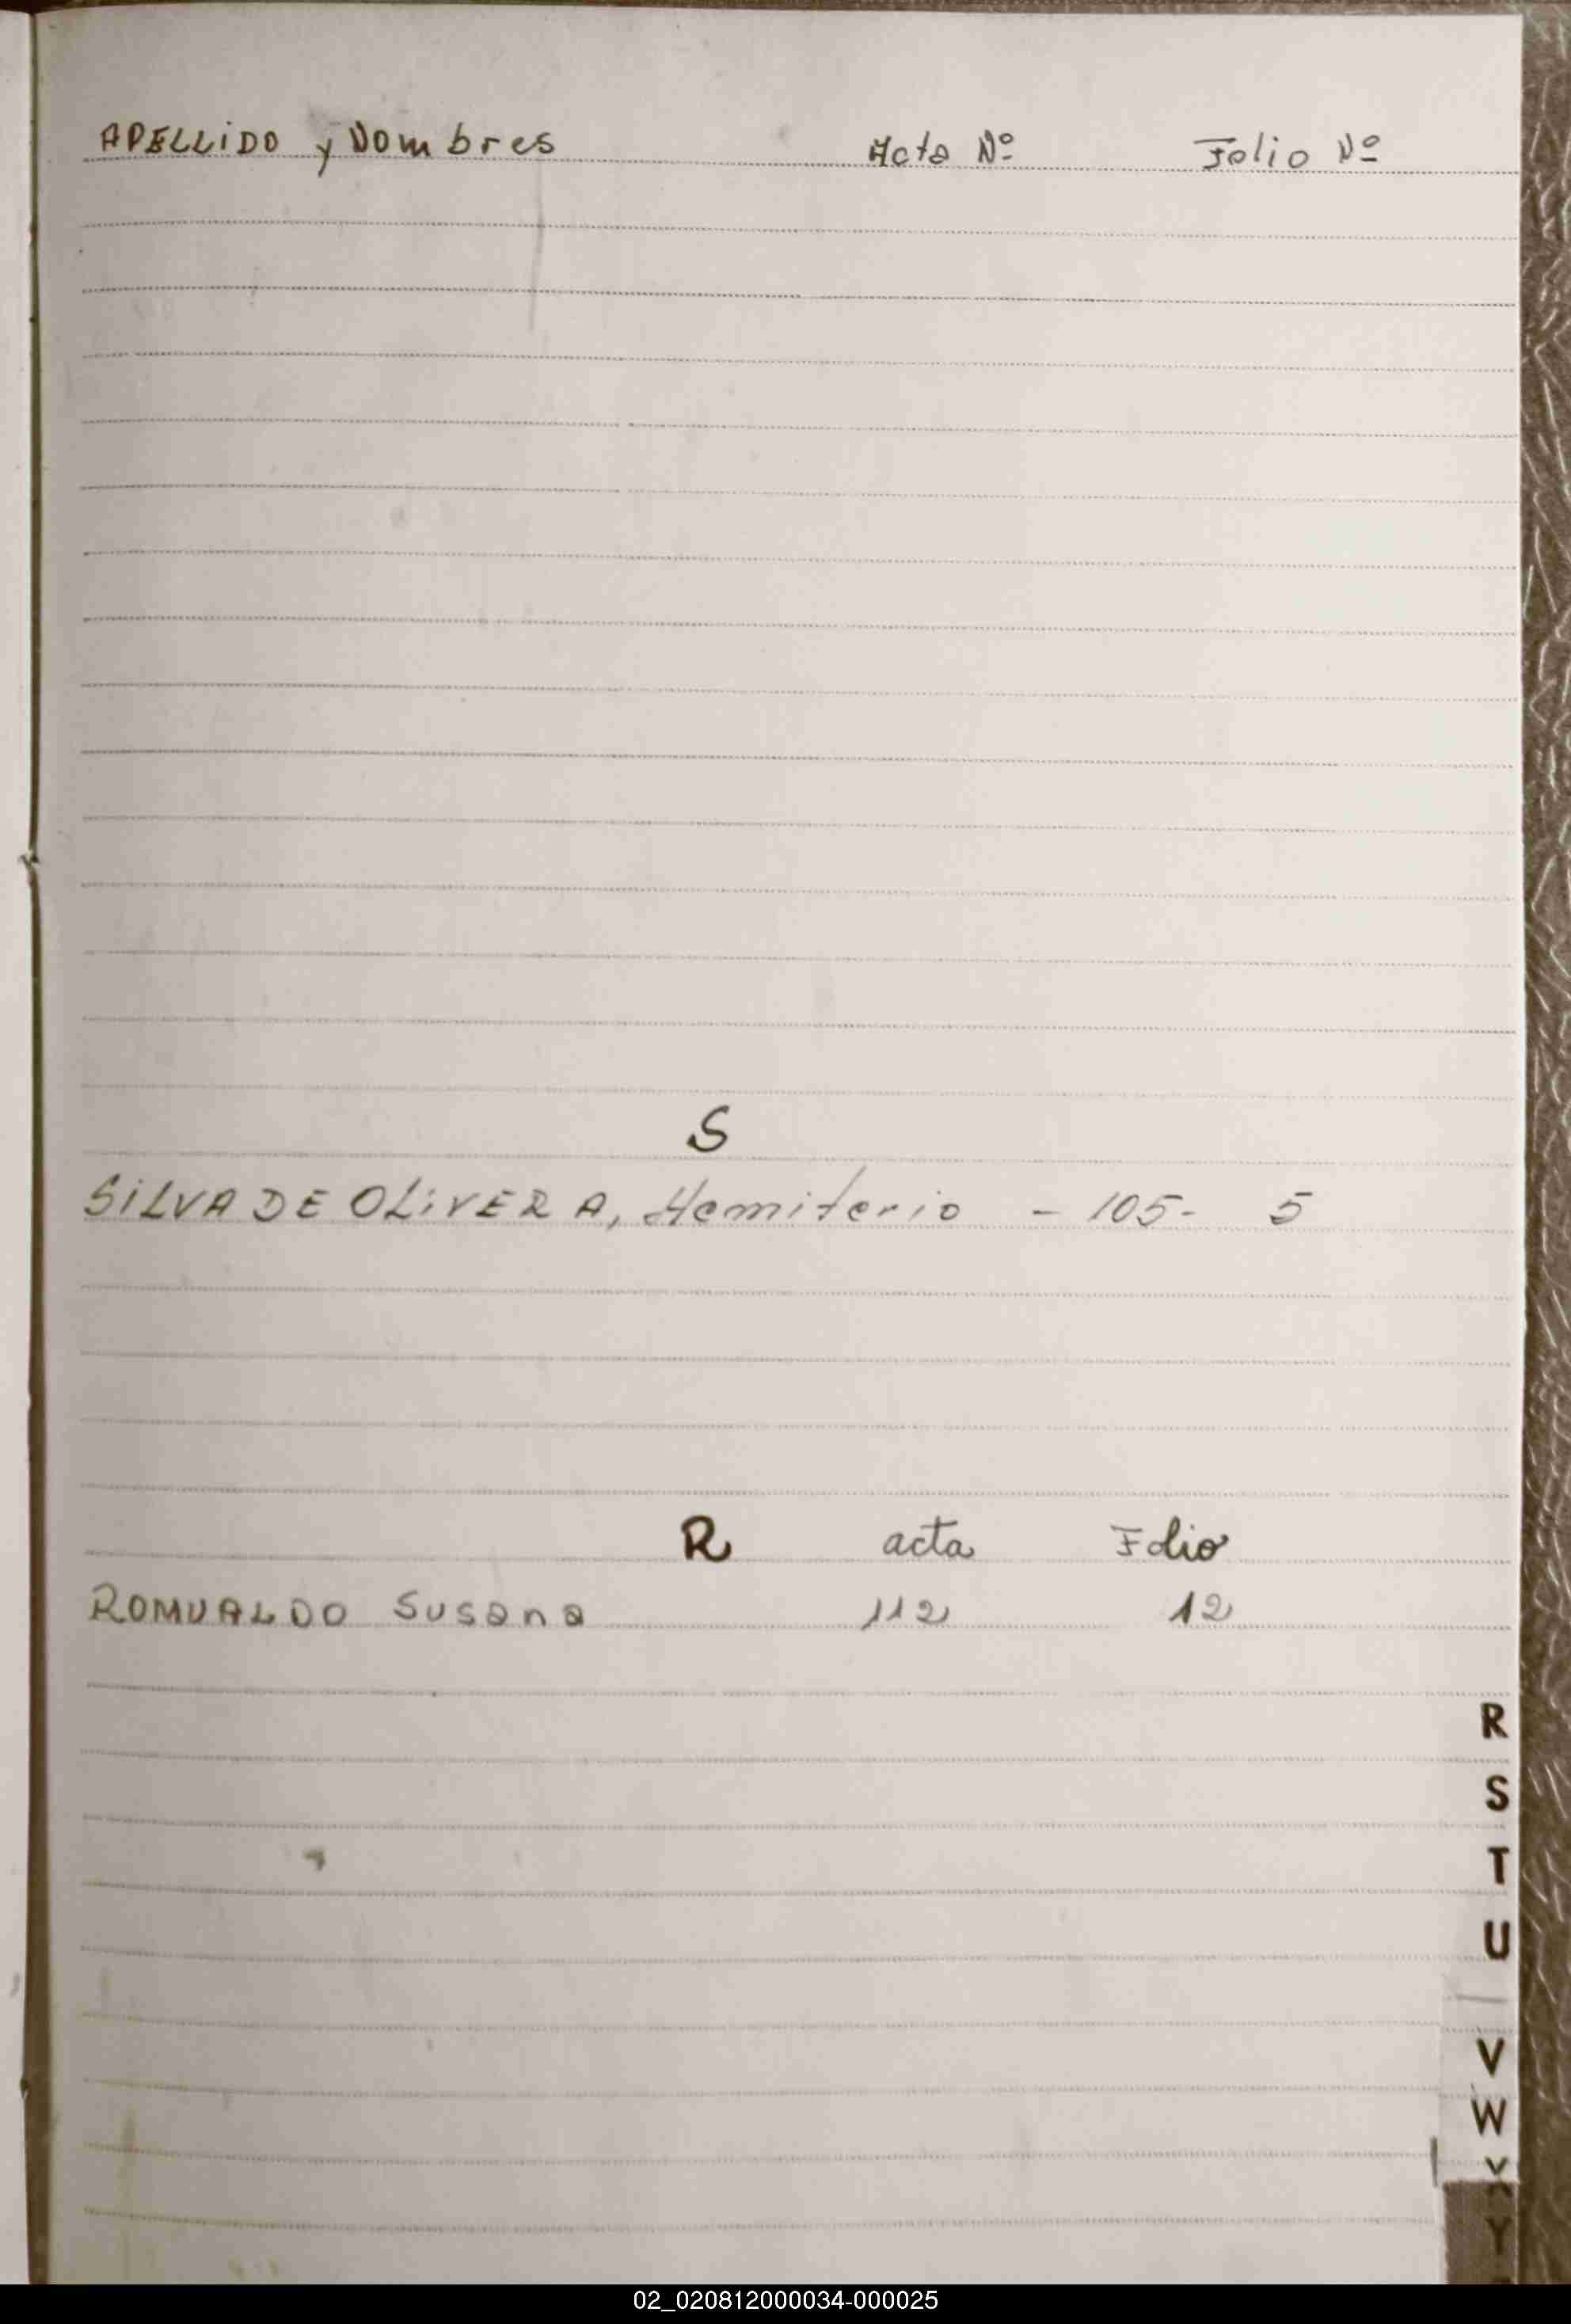 APELLIDO y Nombres Acta Nº Folio Nº
S
SILVA DE OLIVERA, Hemiterio - 105- 5
R acta Folio
ROMUALDO Susana 112 12
R
S
T
U
V
W
X
Y
02_020812000034-000025